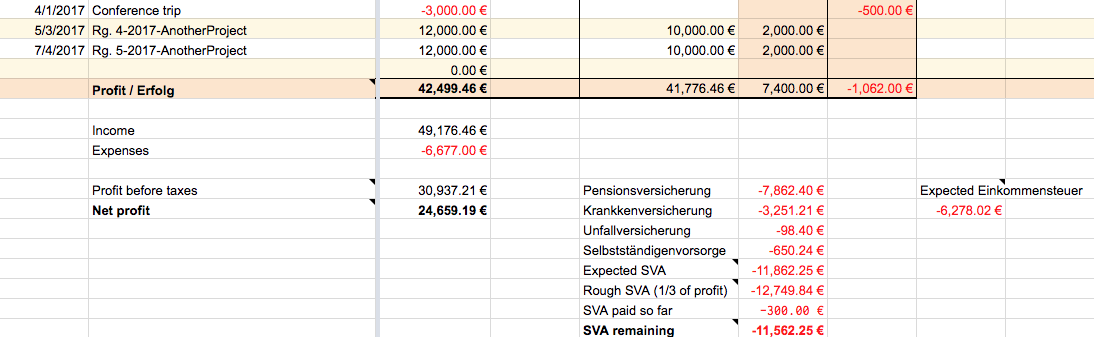 4/1/2017 Conference trip -3,000.00 € -500.00 €
5/3/2017 Rg. 4-2017-AnotherProject 12,000.00 € 10,000.00 € 2,000.00 €
7/4/2017 Rg. 5-2017-AnotherProject 12,000.00 € 10,000.00 € 2,000.00 €
0.00 €
Profit / Erfolg 42,499.46 € 41,776.46 € 7,400.00 € -1,062.00 €
Income 49,176.46 €
Expenses -6,677.00 €
Profit before taxes 30,937.21 € Pensionsversicherung -7,862.40 € Expected Einkommensteuer
Net profit 24,659.19 € Krankkenversicherung -3,251.21 € -6,278.02 €
Unfallversicherung -98.40 €
Selbstständigenvorsorge -650.24 €
Expected SVA -11,862.25 €
Rough SVA (1/3 of profit) -12,749.84 €
SVA paid so far -300.00 €
SVA remaining -11,562.25 €